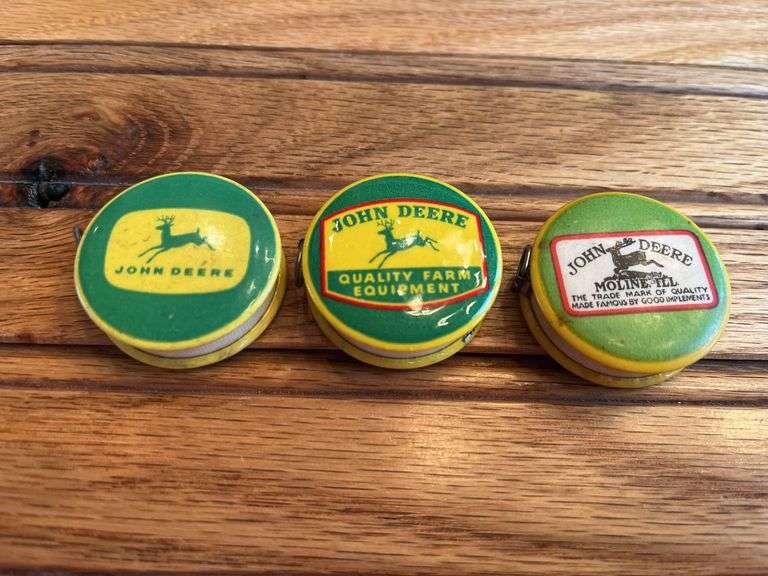 JOHN DEERE
JOHN DEERE
QUALITY FARM
EQUIPMENT
JOHN DEERE
MOLINE, ILL
THE TRADE MARK OF QUALITY
MADE FAMOUS BY GOOD IMPLEMENTS